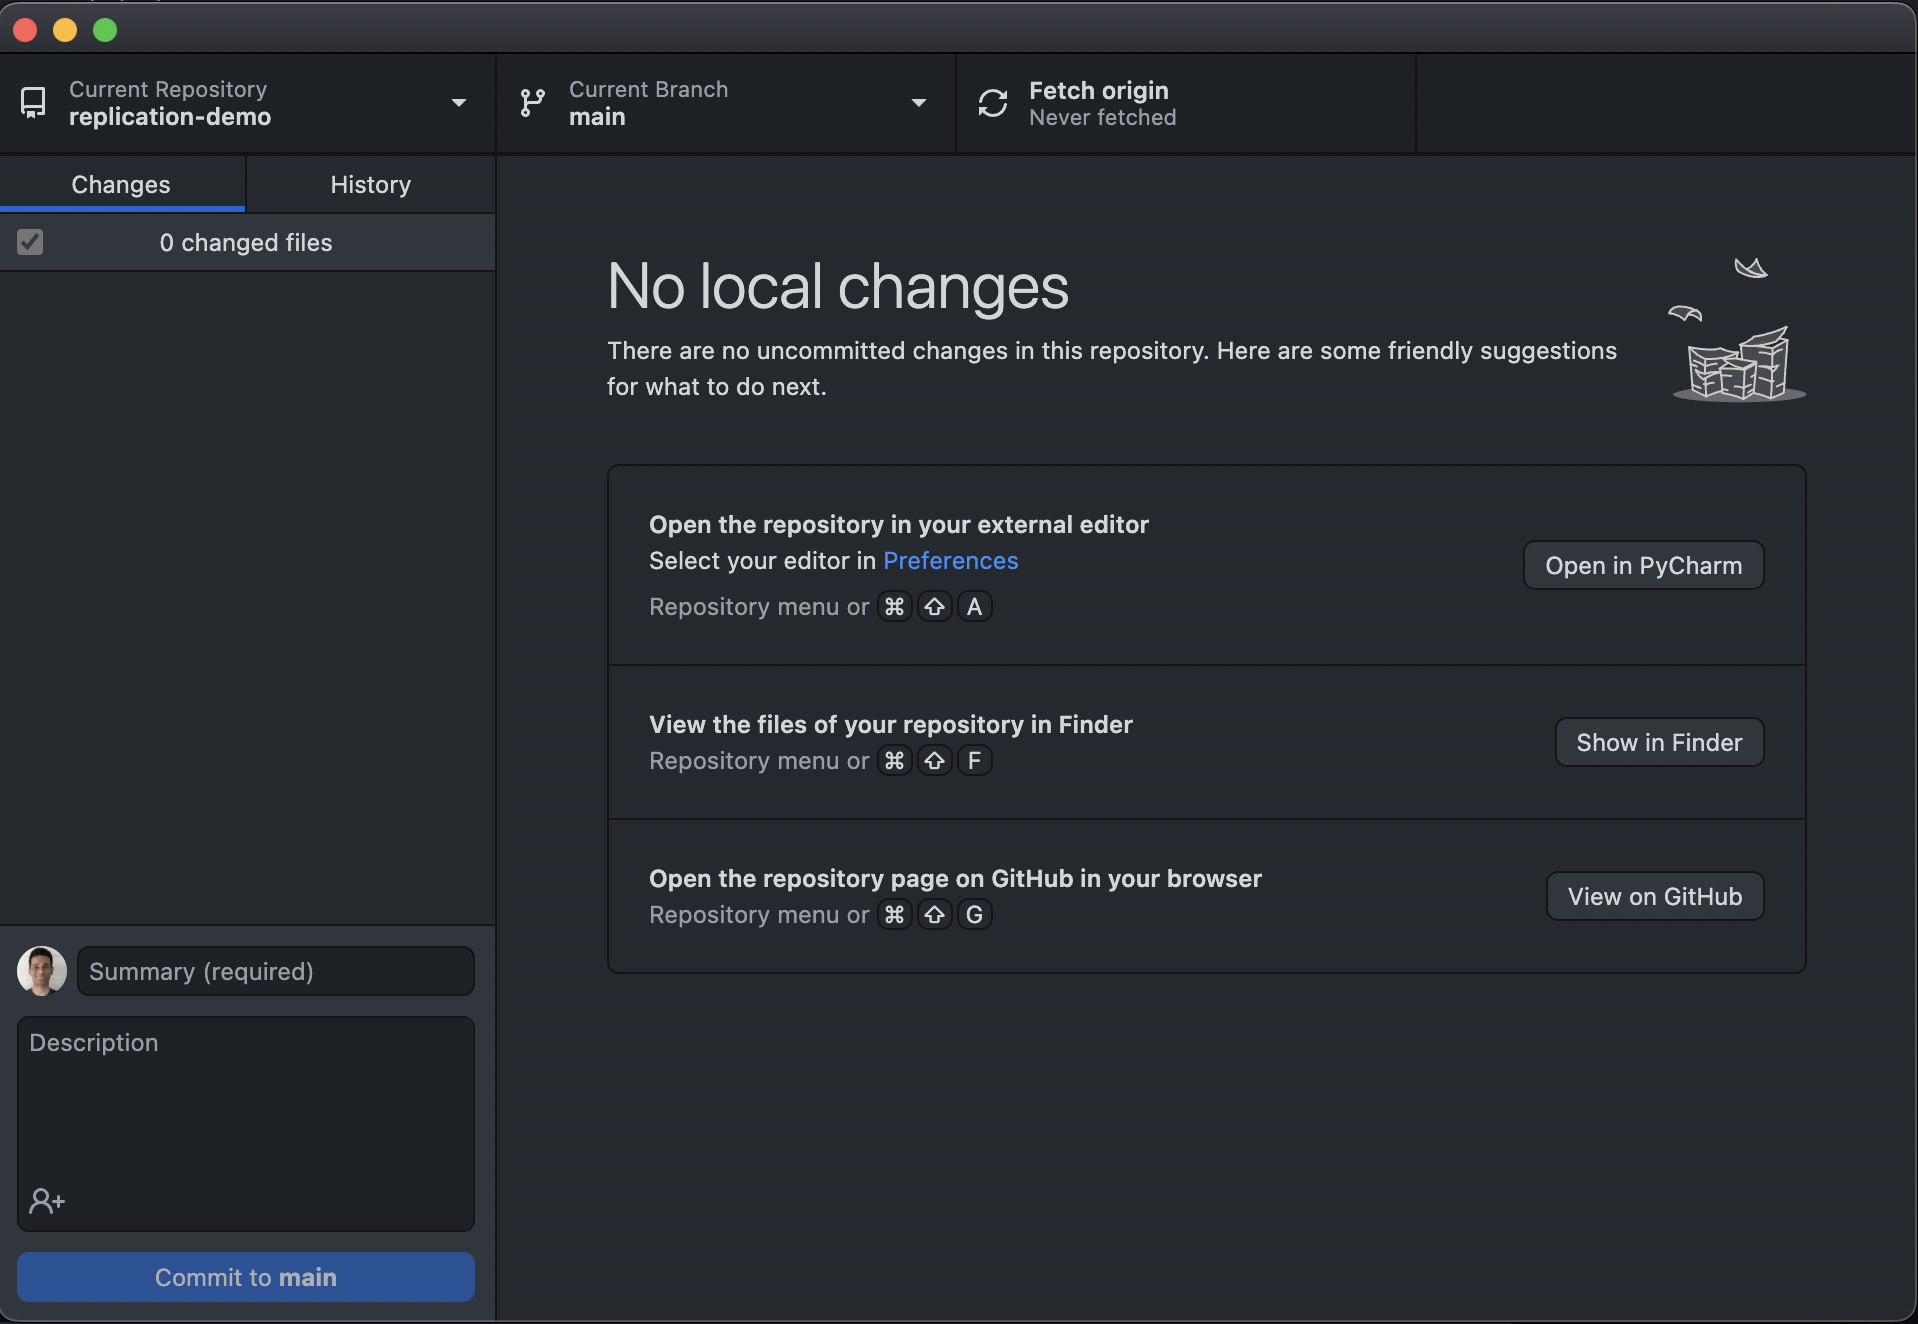 Current Repository
replication-demo
Current Branch
main
Fetch origin
Never fetched
Changes
History
0 changed files
No local changes
There are no uncommitted changes in this repository. Here are some friendly suggestions
for what to do next.
Open the repository in your external editor
Select your editor in Preferences
Repository menu or ⌘ ⇧ A
Open in PyCharm
View the files of your repository in Finder
Repository menu or ⌘ ⇧ F
Show in Finder
Open the repository page on GitHub in your browser
Repository menu or ⌘ ⇧ G
View on GitHub
Summary (required)
Description
Commit to main